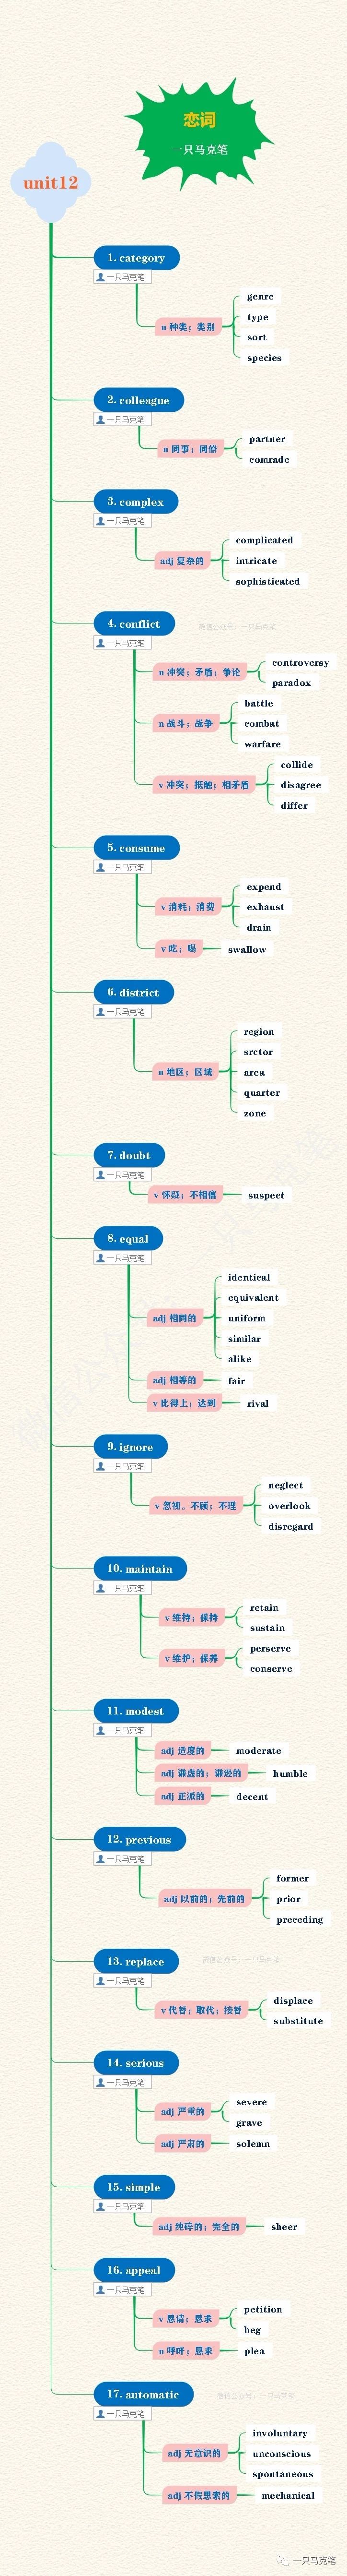 恋词
一只马克笔
unit12
1. category
一只马克笔
n 种类；类别
genre
type
sort
species
2. colleague
一只马克笔
n 同事；同僚
partner
comrade
3. complex
一只马克笔
adj 复杂的
complicated
intricate
sophisticated
4. conflict
微信公众号：一只马克笔
一只马克笔
n 冲突；矛盾；争论
controversy
paradox
n 战斗；战争
battle
combat
warfare
v 冲突；抵触；相矛盾
collide
disagree
differ
5. consume
一只马克笔
v 消耗；消费
expend
exhaust
drain
v 吃；喝
swallow
6. district
一只马克笔
n 地区；区域
region
srctor
area
quarter
zone
7. doubt
一只马克笔
v 怀疑；不相信
suspect
8. equal
一只马克笔
adj 相同的
identical
equivalent
uniform
similar
alike
adj 相等的
fair
v 比得上；达到
rival
9. ignore
一只马克笔
v 忽视。不顾；不理
neglect
overlook
disregard
10. maintain
一只马克笔
v 维持；保持
retain
sustain
v 维护；保养
perserve
conserve
11. modest
一只马克笔
adj 适度的
moderate
adj 谦虚的；谦逊的
humble
adj 正派的
decent
12. previous
一只马克笔
adj 以前的；先前的
former
prior
preceding
13. replace
微信公众号：一只马克笔
一只马克笔
v 代替；取代；接替
displace
substitute
14. serious
一只马克笔
adj 严重的
severe
grave
adj 严肃的
solemn
15. simple
一只马克笔
adj 纯碎的；完全的
sheer
16. appeal
一只马克笔
v 恳请；恳求
petition
beg
n 呼吁；恳求
plea
17. automatic
微信公众号：一只马克笔
一只马克笔
adj 无意识的
involuntary
unconscious
spontaneous
adj 不假思索的
mechanical
一只马克笔